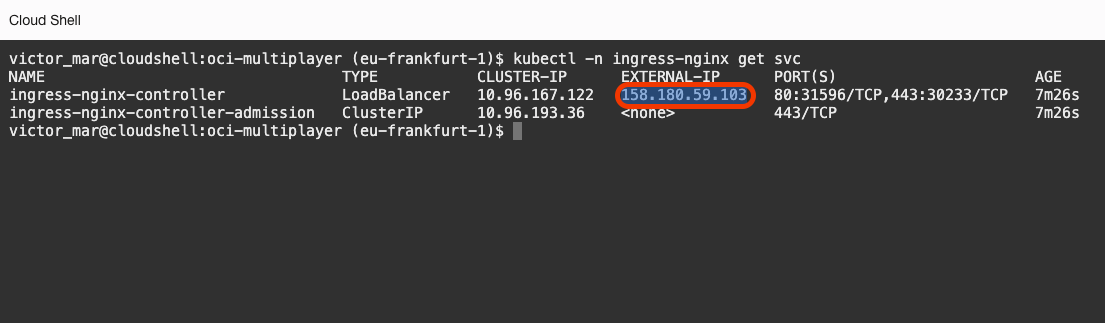 Cloud Shell
victor_mar@cloudshell:oci-multiplayer (eu-frankfurt-1)$ kubectl -n ingress-nginx get svc
NAME TYPE CLUSTER-IP EXTERNAL-IP PORT(S) AGE
ingress-nginx-controller LoadBalancer 10.96.167.122 158.180.59.103 80:31596/TCP,443:30233/TCP 7m26s
ingress-nginx-controller-admission ClusterIP 10.96.193.36 <none> 443/TCP 7m26s
victor_mar@cloudshell:oci-multiplayer (eu-frankfurt-1)$